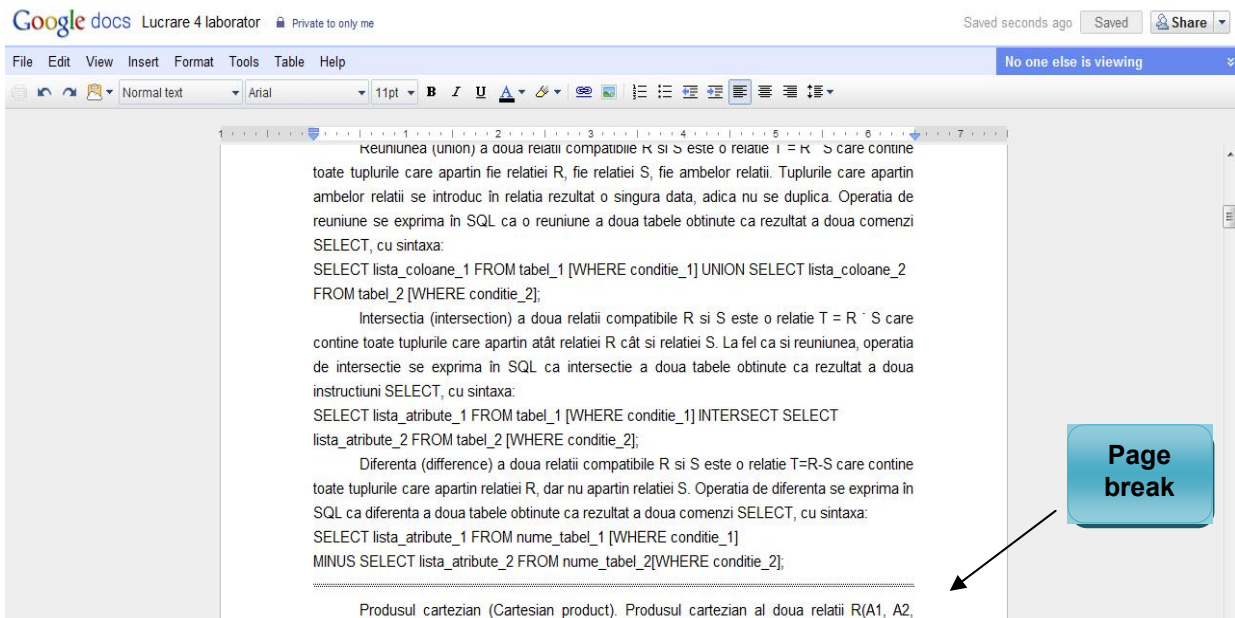 Google docs Lucrare 4 laborator Private to only me Saved seconds ago Saved Share
File Edit View Insert Format Tools Table Help No one else is viewing
Normal text Arial 11pt B I U A
1 1 2 3 4 5 6 7
Reuniunea (union) a doua relatii compatibile R si S este o relatie T = R ˙ S care contine
toate tuplurile care apartin fie relatiei R, fie relatiei S, fie ambelor relatii. Tuplurile care apartin
ambelor relatii se introduc în relatia rezultat o singura data, adica nu se duplica. Operatia de
reuniune se exprima în SQL ca o reuniune a doua tabele obtinute ca rezultat a doua comenzi
SELECT, cu sintaxa:
SELECT lista_coloane_1 FROM tabel_1 [WHERE conditie_1] UNION SELECT lista_coloane_2
FROM tabel_2 [WHERE conditie_2];
Intersectia (intersection) a doua relatii compatibile R si S este o relatie T = R ˙ S care
contine toate tuplurile care apartin atât relatiei R cât si relatiei S. La fel ca si reuniunea, operatia
de intersectie se exprima în SQL ca intersectie a doua tabele obtinute ca rezultat a doua
instructiuni SELECT, cu sintaxa:
SELECT lista_atribute_1 FROM tabel_1 [WHERE conditie_1] INTERSECT SELECT
lista_atribute_2 FROM tabel_2 [WHERE conditie_2];
Diferenta (difference) a doua relatii compatibile R si S este o relatie T=R-S care contine
toate tuplurile care apartin relatiei R, dar nu apartin relatiei S. Operatia de diferenta se exprima în
SQL ca diferenta a doua tabele obtinute ca rezultat a doua comenzi SELECT, cu sintaxa:
SELECT lista_atribute_1 FROM nume_tabel_1 [WHERE conditie_1]
MINUS SELECT lista_atribute_2 FROM nume_tabel_2[WHERE conditie_2];
Produsul cartezian (Cartesian product). Produsul cartezian al doua relatii R(A1, A2,
Page
break